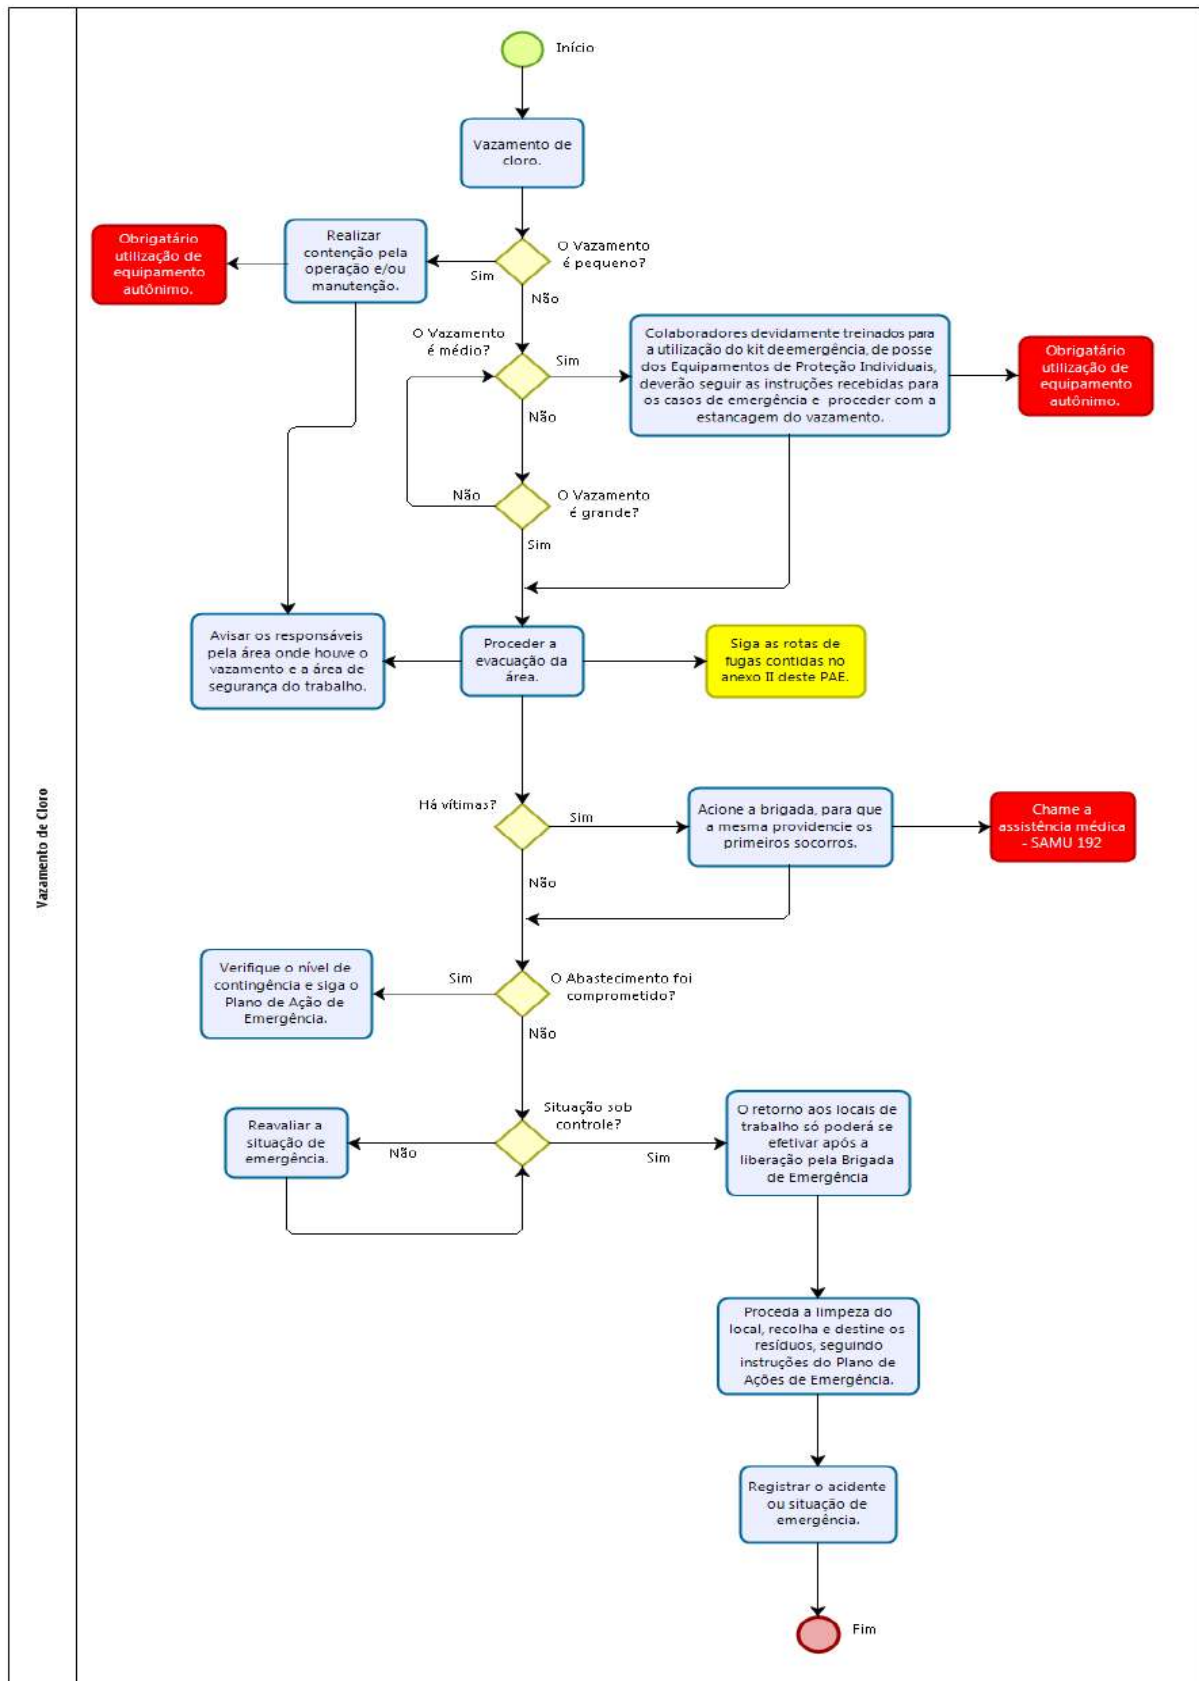 Início
Vazamento de
cloro.
O Vazamento
é pequeno?
Sim
Não
Realizar
contenção pela
operação e/ou
manutenção.
Obrigatário
utilização de
equipamento
autônimo.
O Vazamento
é médio?
Sim
Não
Colaboradores devidamente treinados para
a utilização do kit de emergência, de posse
dos Equipamentos de Proteção Individuais,
deverão seguir as instruções recebidas para
os casos de emergência e proceder com a
estancagem do vazamento.
Obrigatário
utilização de
equipamento
autônimo.
Não
O Vazamento
é grande?
Sim
Avisar os responsáveis
pela área onde houve o
vazamento e a área de
segurança do trabalho.
Proceder a
evacuação da
área.
Siga as rotas de
fugas contidas no
anexo II deste PAE.
Vazamento de Cloro
Há vítimas?
Sim
Não
Acione a brigada, para que
a mesma providencie os
primeiros socorros.
Chame a
assistência médica
- SAMU 192
Verifique o nível de
contingência e siga o
Plano de Ação de
Emergência.
Sim
O Abastecimento foi
comprometido?
Não
Reavaliar a
situação de
emergência.
Não
Situação sob
controle?
Sim
O retorno aos locais de
trabalho só poderá se
efetivar após a
liberação pela Brigada
de Emergência
Proceda a limpeza do
local, recolha e destine os
resíduos, seguindo
instruções do Plano de
Ações de Emergência.
Registrar o acidente
ou situação de
emergência.
Fim